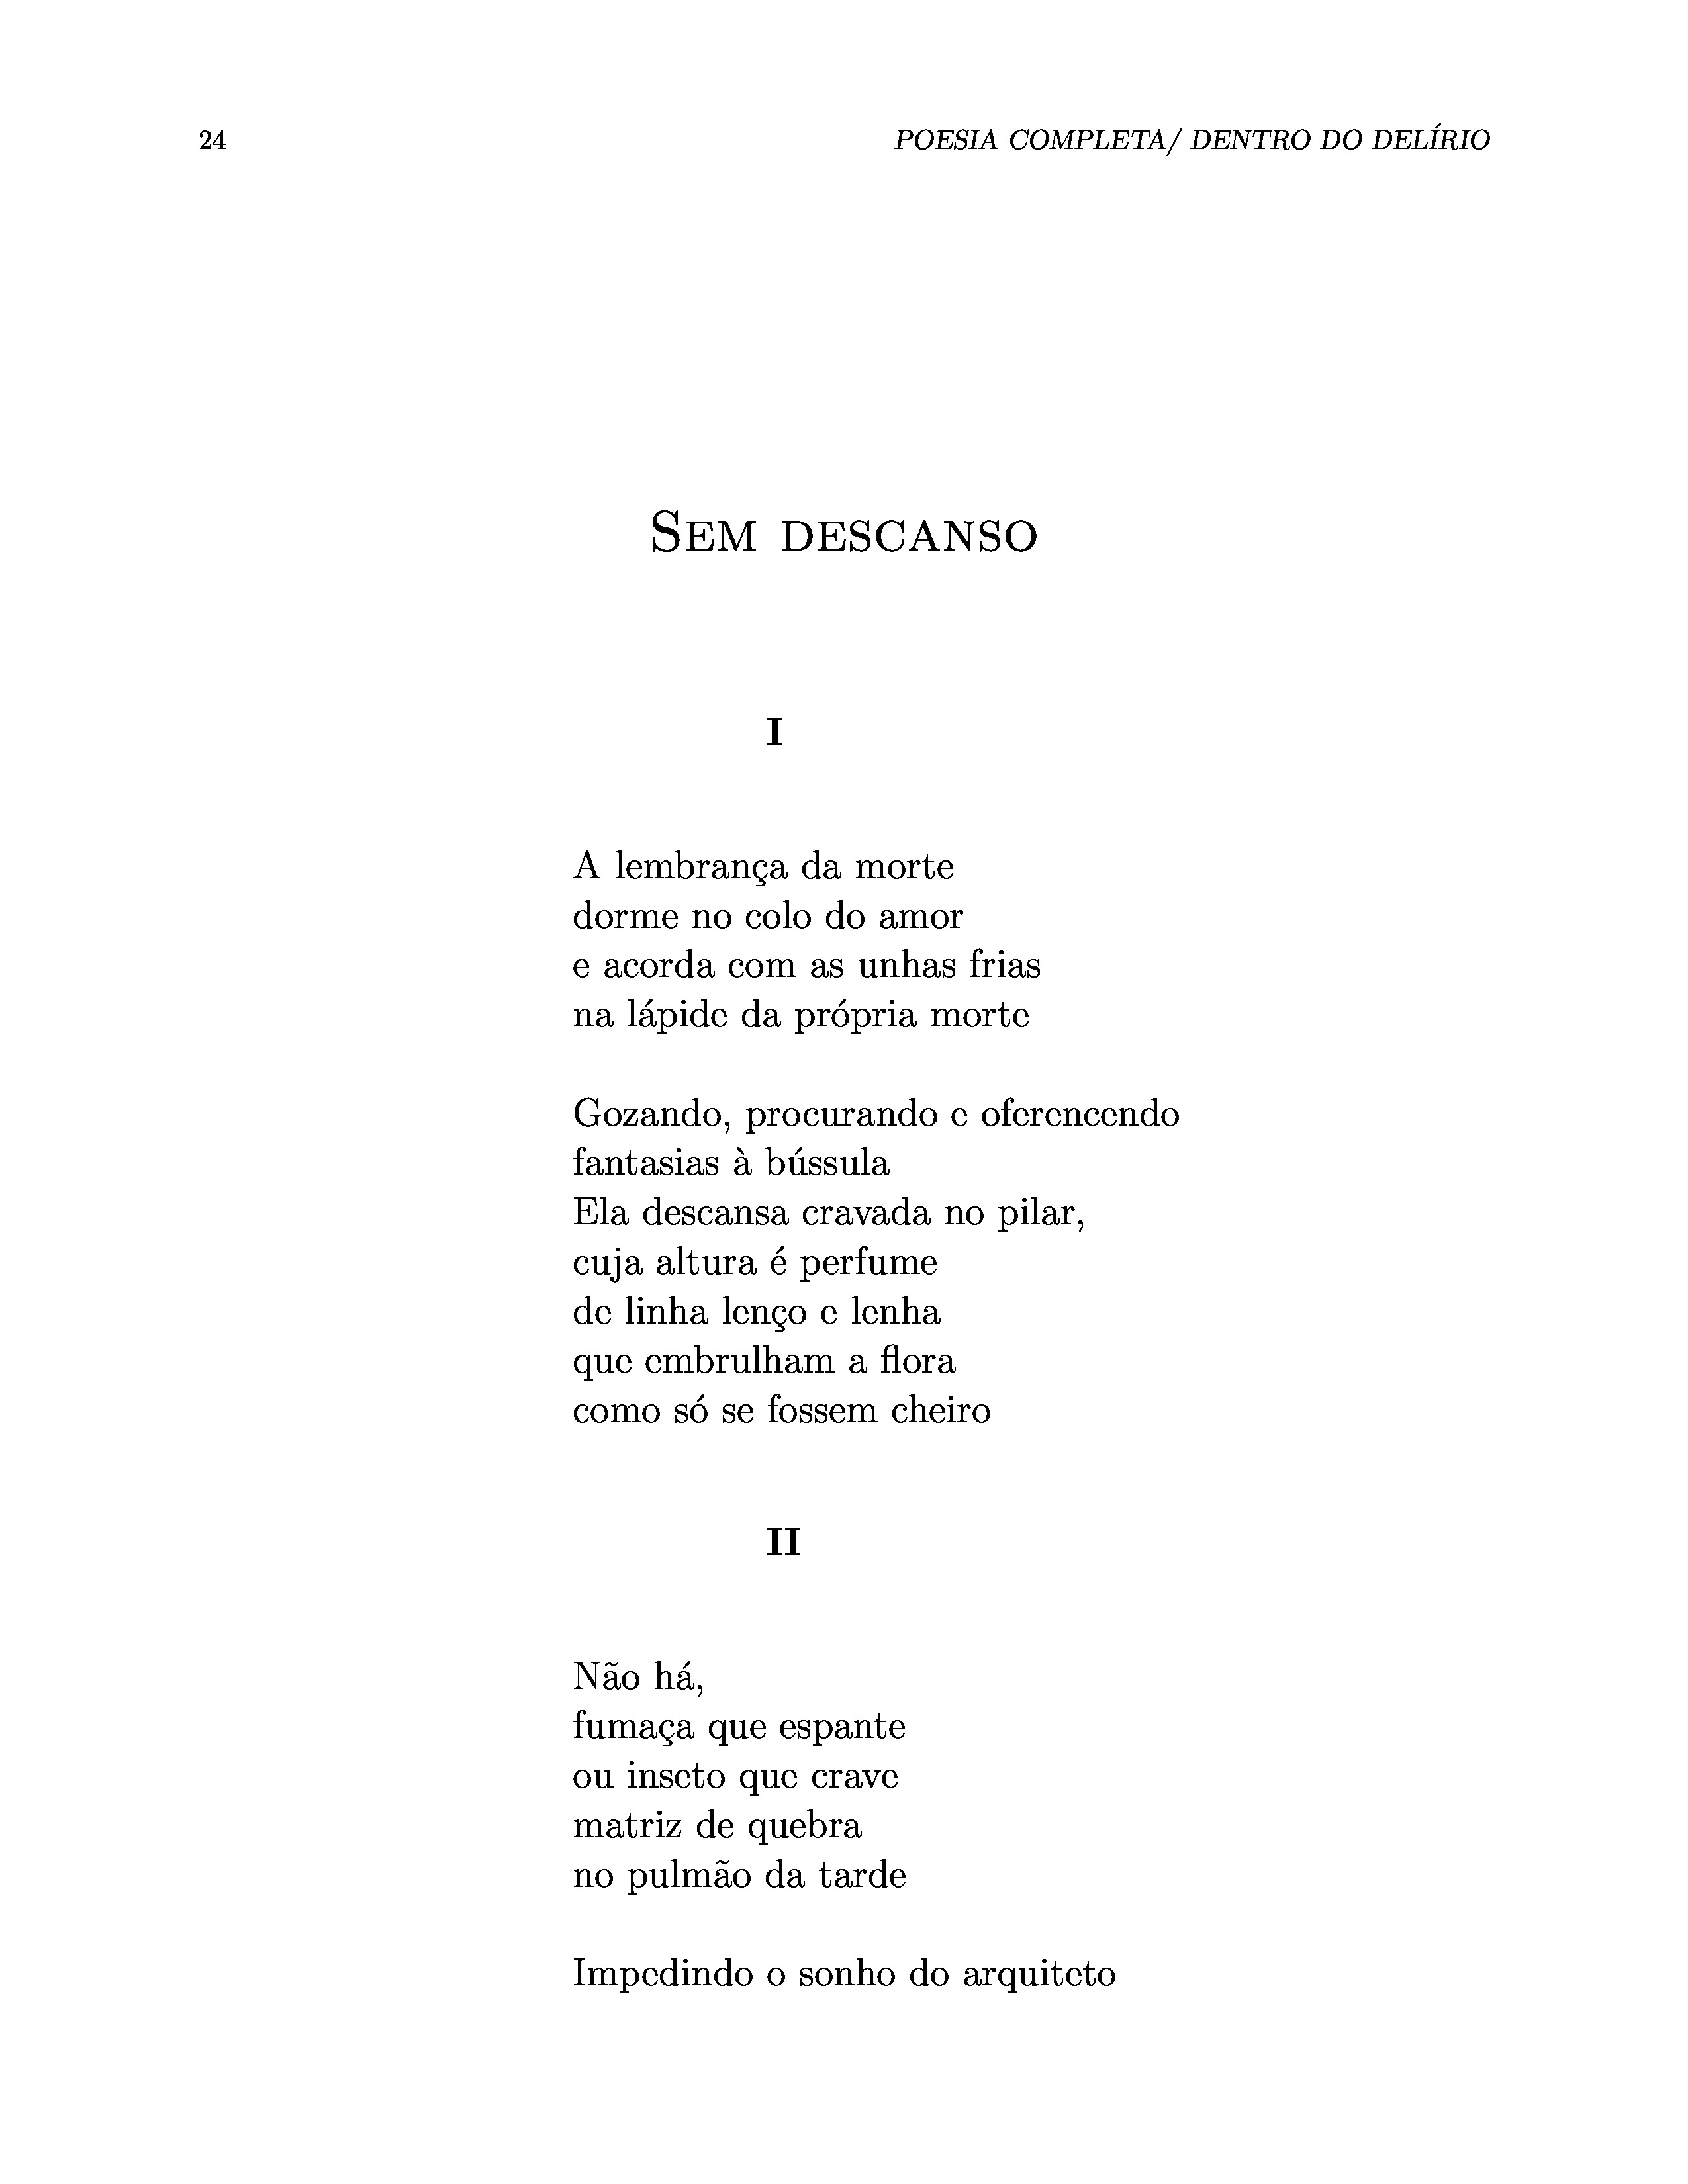 24 POESIA COMPLETA/ DENTRO DO DELÍRIO
SEM DESCANSO
I
A lembrança da morte
dorme no colo do amor
e acorda com as unhas frias
na lápide da própria morte
Gozando, procurando e oferencendo
fantasias à bússula
Ela descansa cravada no pilar,
cuja altura é perfume
de linha lenço e lenha
que embrulham a flora
como só se fossem cheiro
II
Não há,
fumaça que espante
ou inseto que crave
matriz de quebra
no pulmão da tarde
Impedindo o sonho do arquiteto